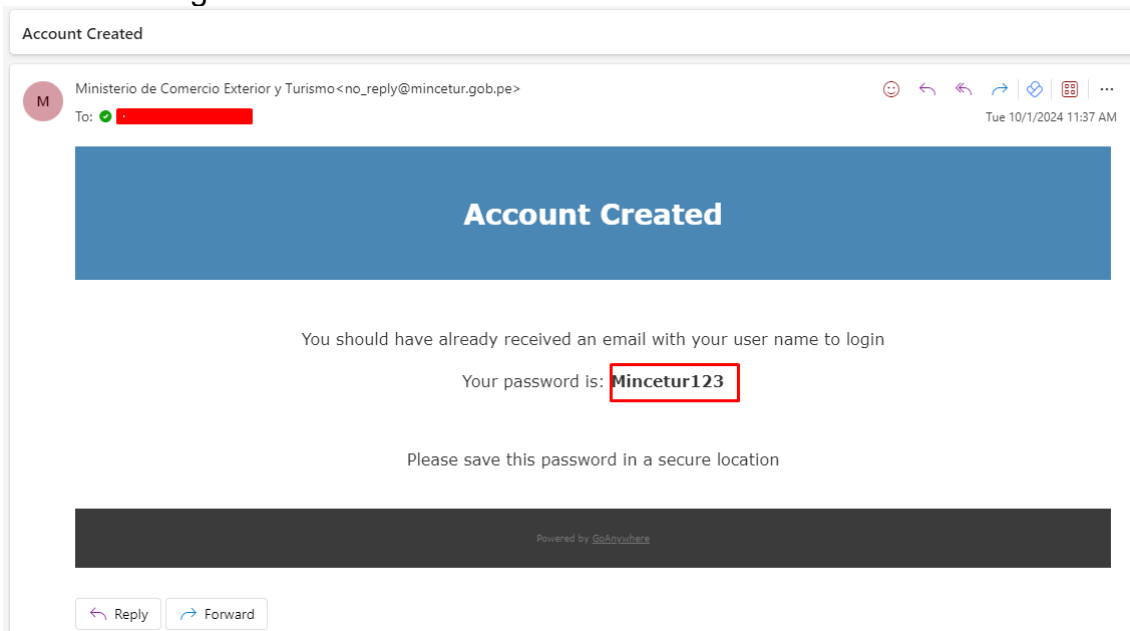 Account Created
M
Ministerio de Comercio Exterior y Turismo<no_reply@mincetur.gob.pe>
To:
Tue 10/1/2024 11:37 AM
Account Created
You should have already received an email with your user name to login
Your password is: Mincetur123
Please save this password in a secure location
Powered by GoAnywhere
Reply
Forward